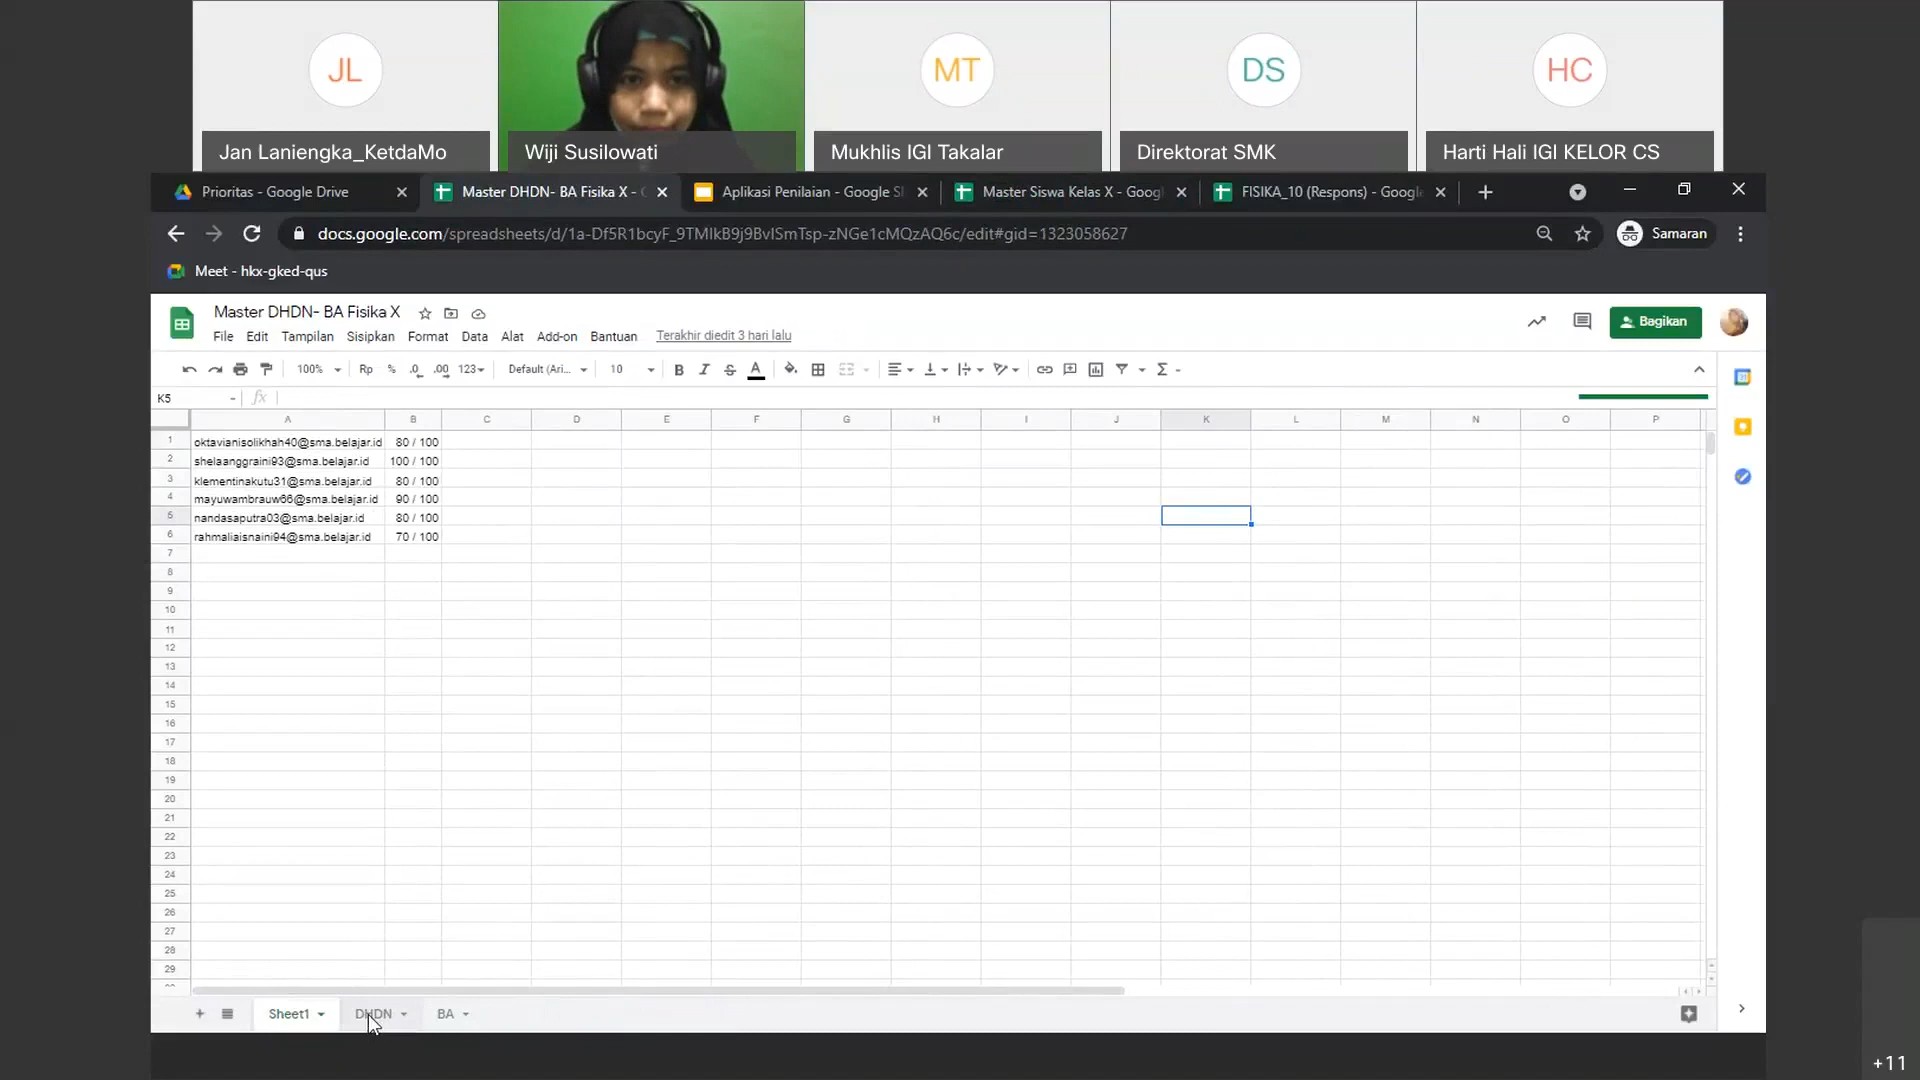 JL
MT
DS
HC
Jan Laniengka_KetdaMo
Wiji Susilowati
Mukhlis IGI Takalar
Direktorat SMK
Harti Hali IGI KELOR CS
Prioritas - Google Drive
Master DHDN- BA Fisika X -
Aplikasi Penilaian - Google Sl
Master Siswa Kelas X - Googl
FISIKA_10 (Respons) - Google
docs.google.com/spreadsheets/d/1a-Df5R1bcyF_9TMIkB9j9BvISmTsp-zNGe1cMQzAQ6c/edit#gid=1323058627
Samaran
Meet - hkx-gked-qus
Master DHDN- BA Fisika X
File Edit Tampilan Sisipkan Format Data Alat Add-on Bantuan Terakhir diedit 3 hari lalu
Bagikan
100% Rp % .0 .00 123 Default (Ari... 10 B I S A
K5 fx
A B C D E F G H I J K L M N O P
1 oktavianisolikhah40@sma.belajar.id 80 / 100
2 shelaanggraini93@sma.belajar.id 100 / 100
3 klementinakutu31@sma.belajar.id 80 / 100
4 mayuwambrauw66@sma.belajar.id 90 / 100
5 nandasaputra03@sma.belajar.id 80 / 100
6 rahmaliaisnaini94@sma.belajar.id 70 / 100
7
8
9
10
11
12
13
14
15
16
17
18
19
20
21
22
23
24
25
26
27
28
29
Sheet1 DHDN BA
+11